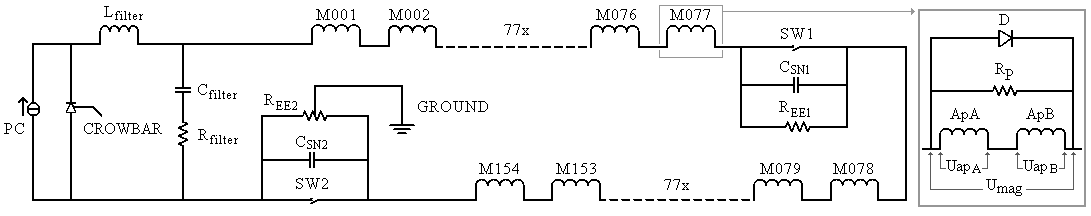 Lfilter
M001
M002
77x
M076
M077
SW1
D
CSN1
Cfilter
RP
REE2
GROUND
REE1
ApA
ApB
PC
CROWBAR
Rfilter
CSN2
SW2
M154
M153
77x
M079
M078
UapA
UapB
Umag